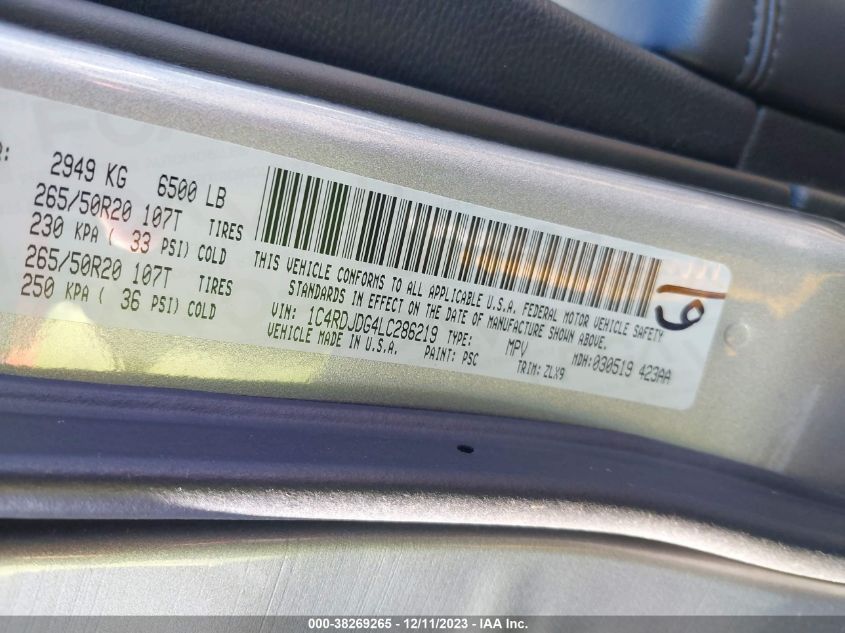 R: 2949 KG 6500 LB
265/50R20 107T TIRES
230 KPA ( 33 PSI) COLD
265/50R20 107T TIRES
250 KPA ( 36 PSI) COLD
THIS VEHICLE CONFORMS TO ALL APPLICABLE U.S.A. FEDERAL MOTOR VEHICLE SAFETY
STANDARDS IN EFFECT ON THE DATE OF MANUFACTURE SHOWN ABOVE.
VIN: 1C4RDJDG4LC286219 TYPE: MPV MDH:030519 423AA
VEHICLE MADE IN U.S.A. PAINT: PSC TRIM: ZLX9
19
000-38269265 - 12/11/2023 - IAA Inc.